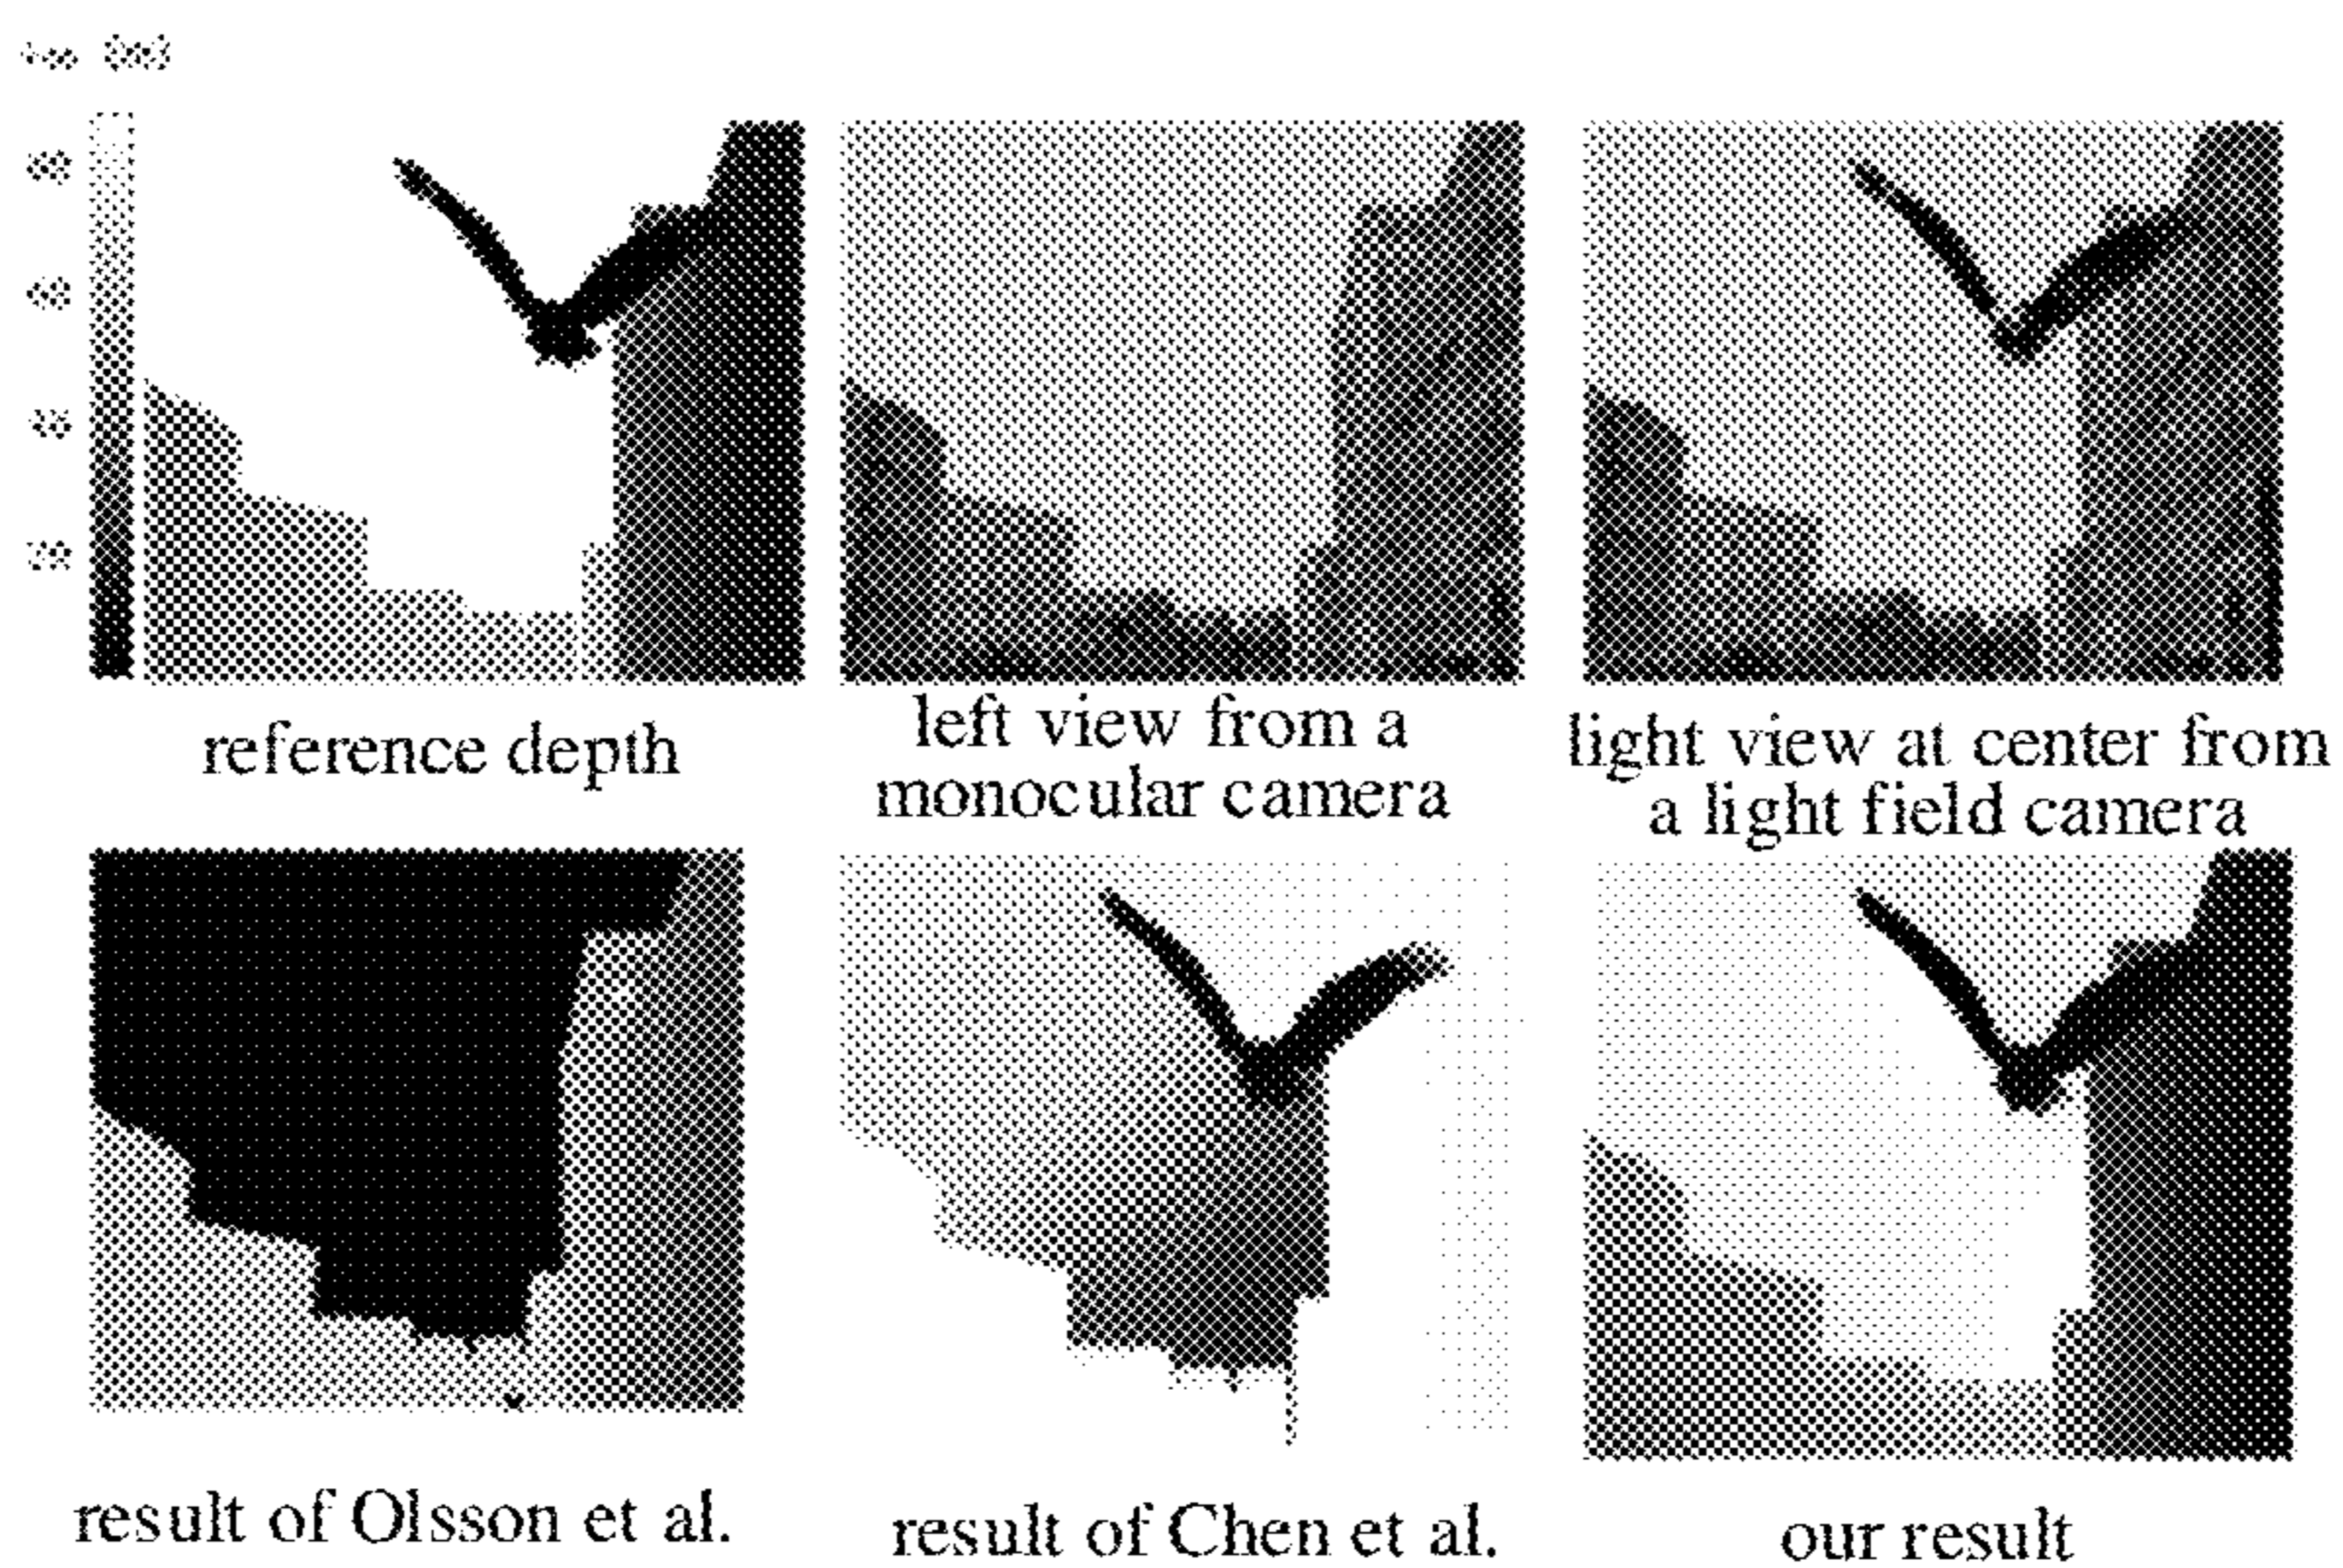 reference depth
left view from a
monocular camera
light view at center from
a light field camera
result of Olsson et al.
result of Chen et al.
our result